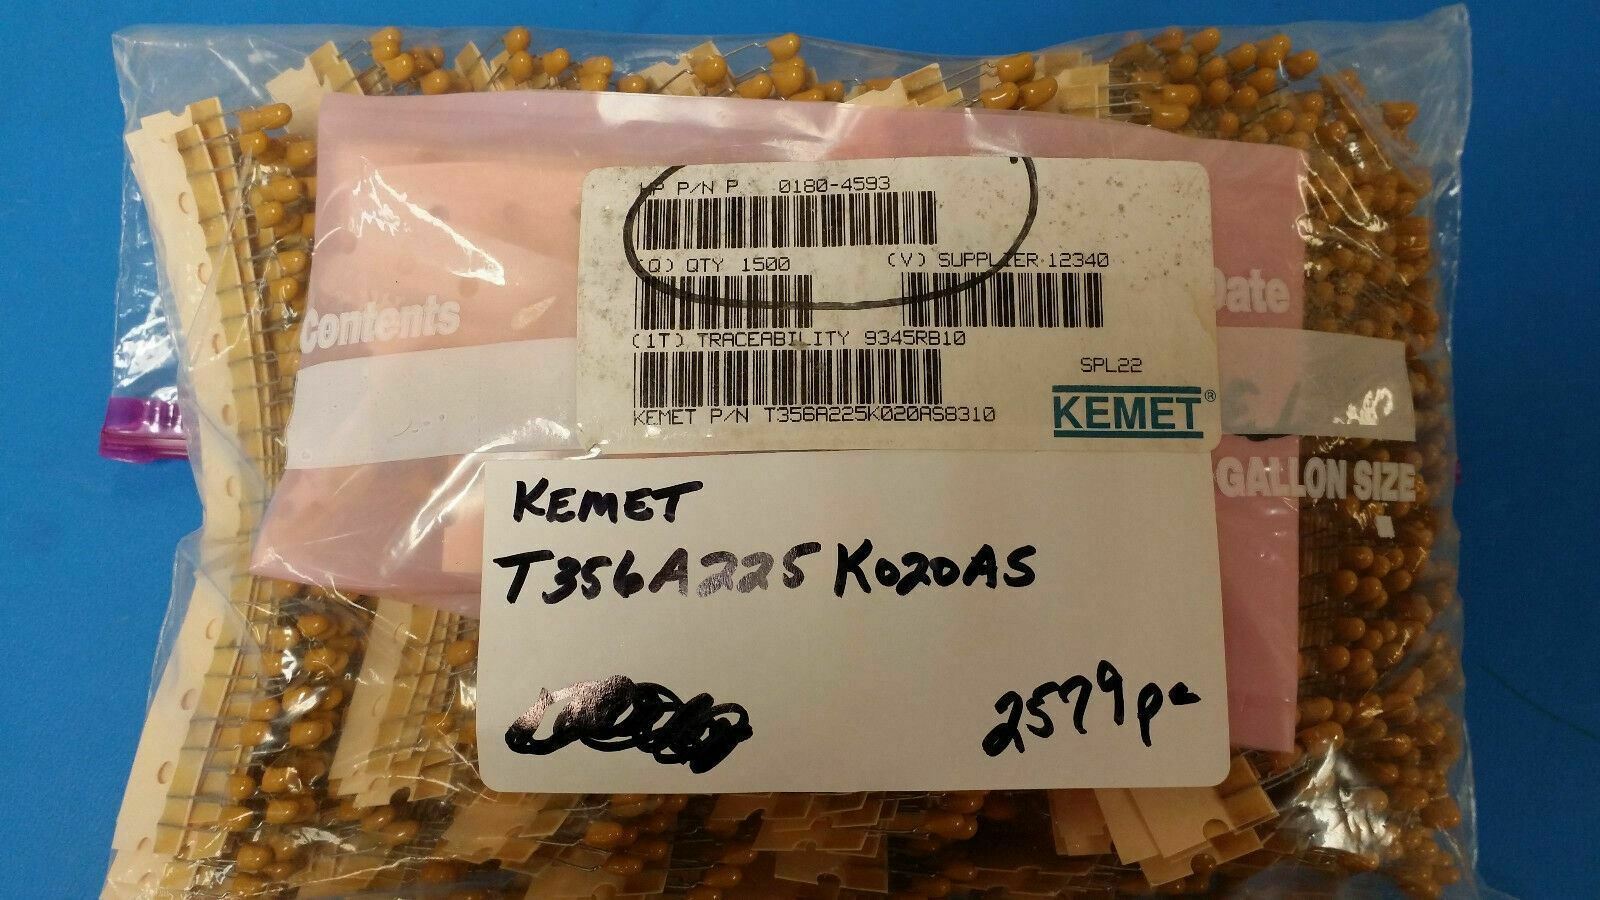 HP P/N P 0180-4593
(Q) QTY 1500 (V) SUPPLIER 12340
(1T) TRACEABILITY 9345RB10
SPL22
KEMET P/N T356A225K020AS8310
KEMET®
Contents
Date
GALLON SIZE
KEMET
T356A225K020AS
2579pc